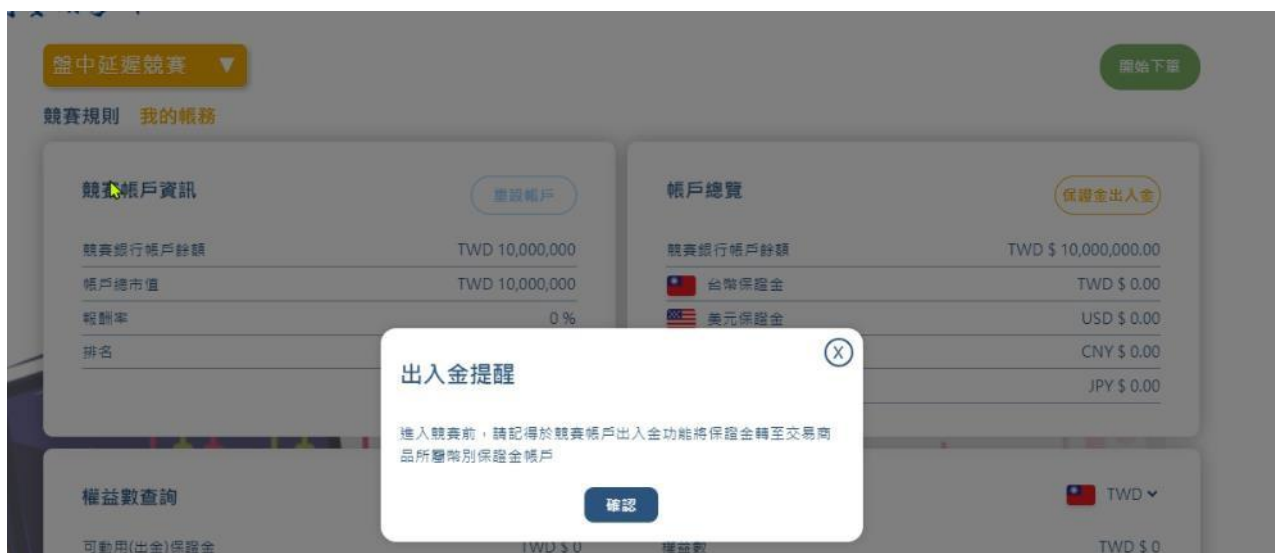 盤中延遲競賽 ▼
開始下單
競賽規則 我的帳務
競賽帳戶資訊 重設帳戶
競賽銀行帳戶餘額 TWD 10,000,000
帳戶總市值 TWD 10,000,000
報酬率 0 %
排名
帳戶總覽 保證金出入金
競賽銀行帳戶餘額 TWD $ 10,000,000.00
台幣保證金 TWD $ 0.00
美元保證金 USD $ 0.00
CNY $ 0.00
JPY $ 0.00
出入金提醒 X
進入競賽前，請記得於競賽帳戶出入金功能將保證金轉至交易商
品所屬幣別保證金帳戶
確認
權益數查詢 TWD
可動用(出金)保證金 TWD $ 0 權益數 TWD $ 0